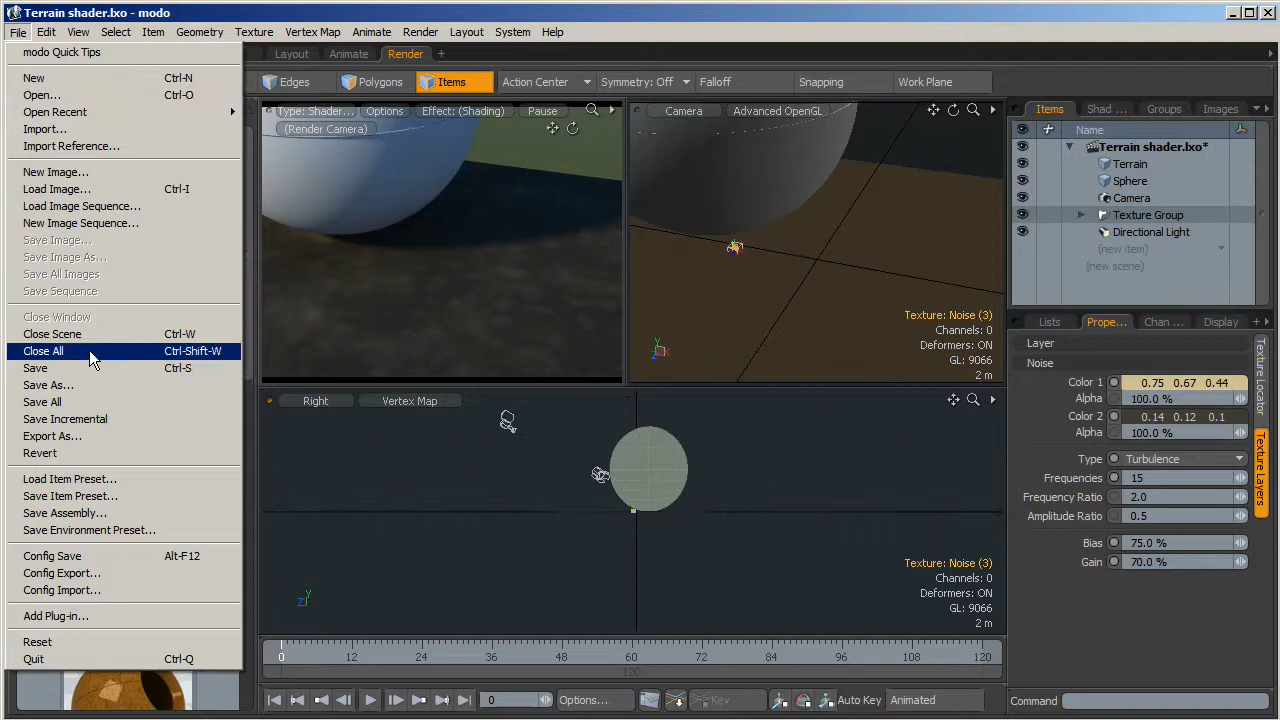 Terrain shader.lxo - modo
File Edit View Select Item Geometry Texture Vertex Map Animate Render Layout System Help
modo Quick Tips
New Ctrl-N
Open... Ctrl-O
Open Recent
Import...
Import Reference...
New Image...
Load Image... Ctrl-I
Load Image Sequence...
New Image Sequence...
Save Image...
Save Image As...
Save All Images
Save Sequence
Close Window
Close Scene Ctrl-W
Close All Ctrl-Shift-W
Save Ctrl-S
Save As...
Save All
Save Incremental
Export As...
Revert
Load Item Preset...
Save Item Preset...
Save Assembly...
Save Environment Preset...
Config Save Alt-F12
Config Export...
Config Import...
Add Plug-in...
Reset
Quit Ctrl-Q
Layout Animate Render +
Edges Polygons Items Action Center Symmetry: Off Falloff Snapping Work Plane
Type: Shader... Options Effect: (Shading) Pause
(Render Camera)
Camera Advanced OpenGL
Texture: Noise (3)
Channels: 0
Deformers: ON
GL: 9066
2 m
Y
Z
X
Right Vertex Map
Texture: Noise (3)
Channels: 0
Deformers: ON
GL: 9066
2 m
Y
Z
0 12 24 36 48 60 72 84 96 108 120
120
0 Options... Key Auto Key Animated
Items Shad ... Groups Images
Name
Terrain shader.lxo*
Terrain
Sphere
Camera
Texture Group
Directional Light
(new item)
(new scene)
Lists Prope... Chan ... Display +
Layer
Noise
Color 1 0.75 0.67 0.44
Alpha 100.0 %
Color 2 0.14 0.12 0.1
Alpha 100.0 %
Type Turbulence
Frequencies 15
Frequency Ratio 2.0
Amplitude Ratio 0.5
Bias 75.0 %
Gain 70.0 %
Texture Locator
Texture Layers
Command